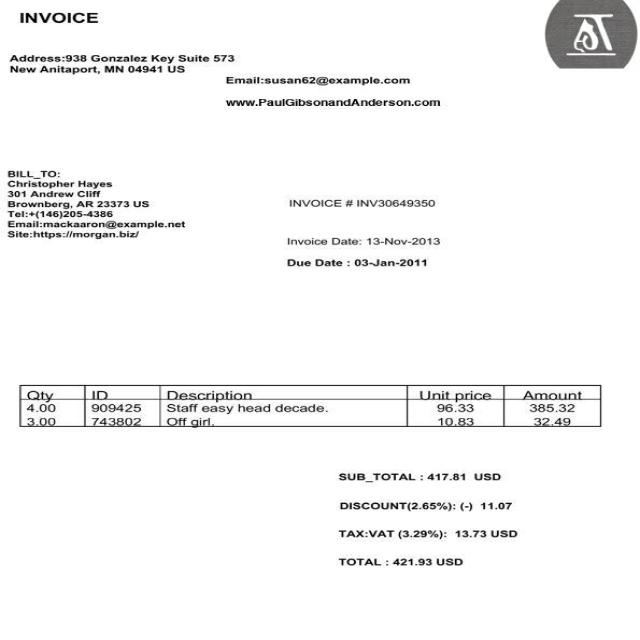 INVOICE
Address:938 Gonzalez Key Suite 573
New Anitaport, MN 04941 US
Email:susan62@example.com
www.PaulGibsonandAnderson.com
BILL_TO:
Christopher Hayes
301 Andrew Cliff
Brownberg, AR 23373 US
Tel:+(146)205-4386
Email:mackaaron@example.net
Site:https://morgan.biz/
INVOICE # INV30649350
Invoice Date: 13-Nov-2013
Due Date : 03-Jan-2011
Qty ID Description Unit price Amount
4.00 909425 Staff easy head decade. 96.33 385.32
3.00 743802 Off girl. 10.83 32.49
SUB_TOTAL : 417.81 USD
DISCOUNT(2.65%): (-) 11.07
TAX:VAT (3.29%): 13.73 USD
TOTAL : 421.93 USD